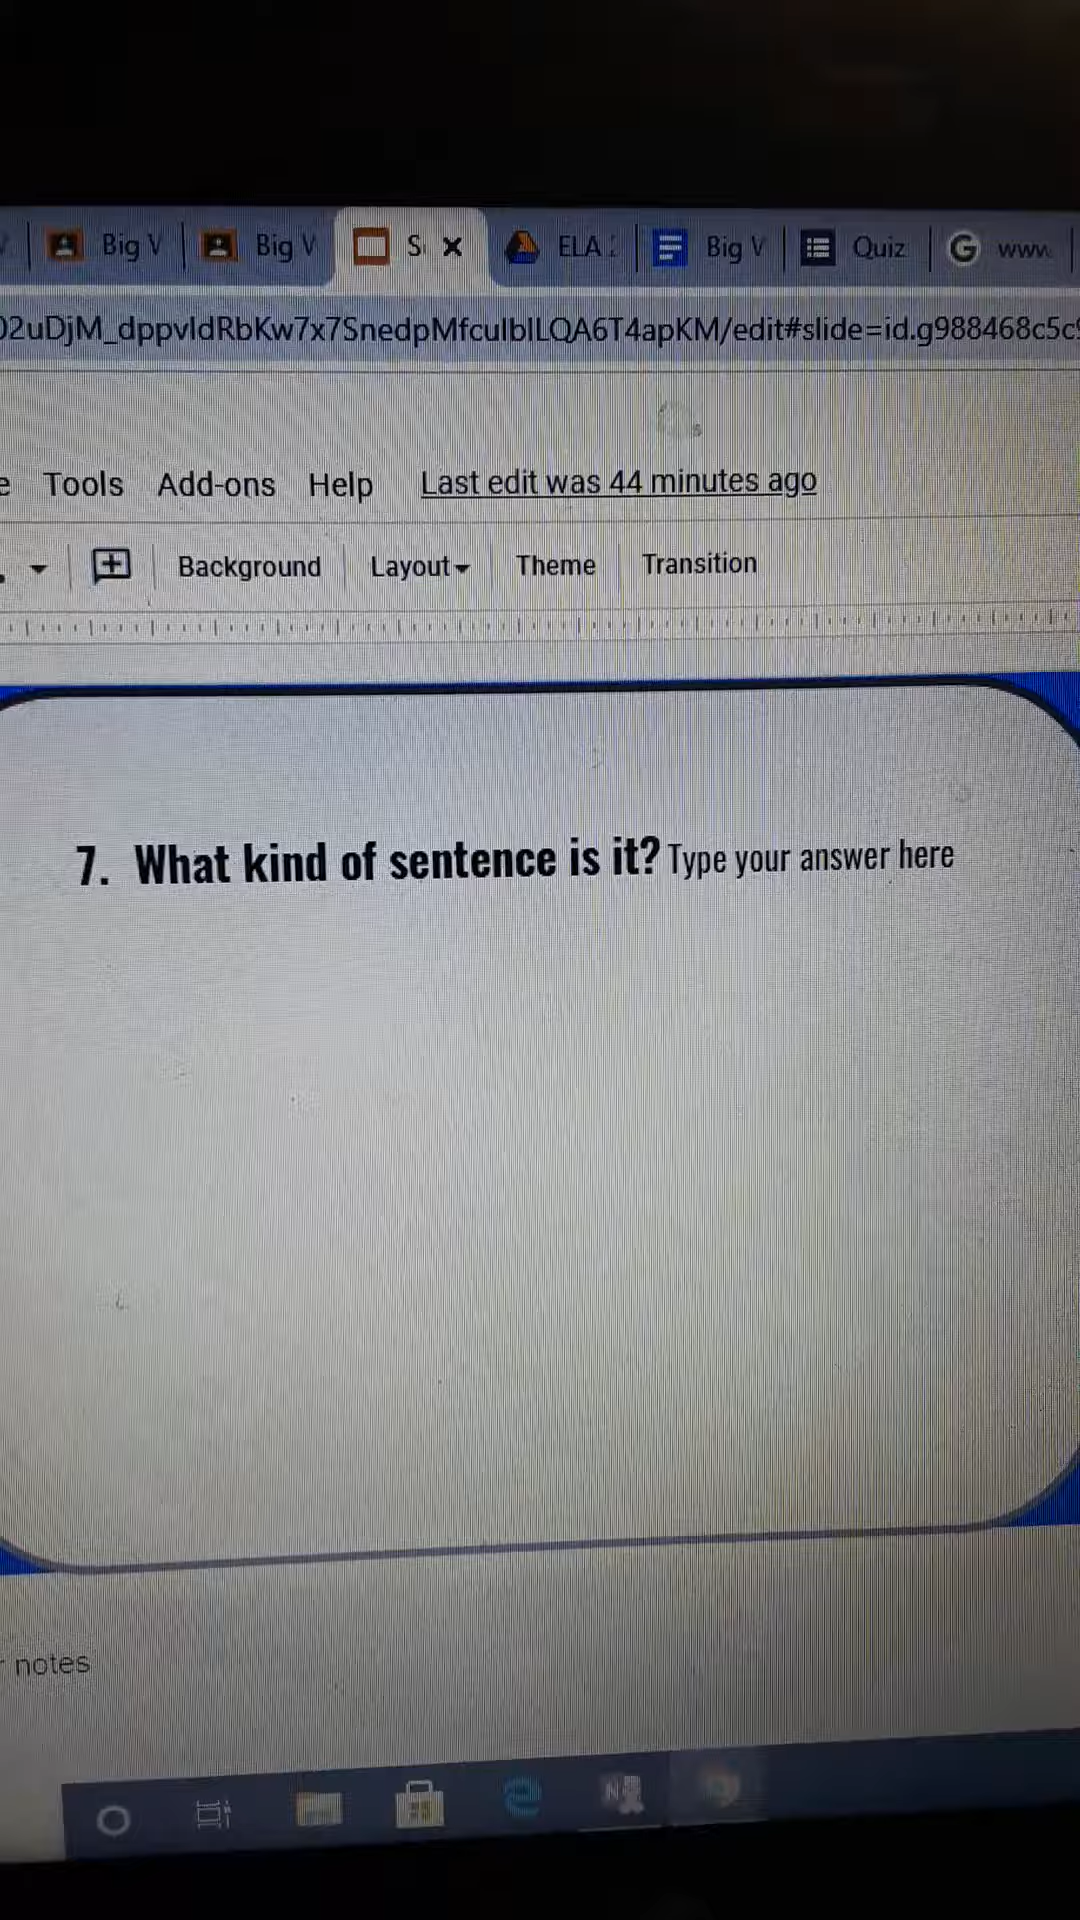 Big V Big V S ELA Big V Quiz www.
02uDjM_dppvldRbKw7x7SnedpMfculblLQA6T4apKM/edit#slide=id.g988468c5c
Tools Add-ons Help Last edit was 44 minutes ago
Background Layout Theme Transition
7. What kind of sentence is it? Type your answer here
notes